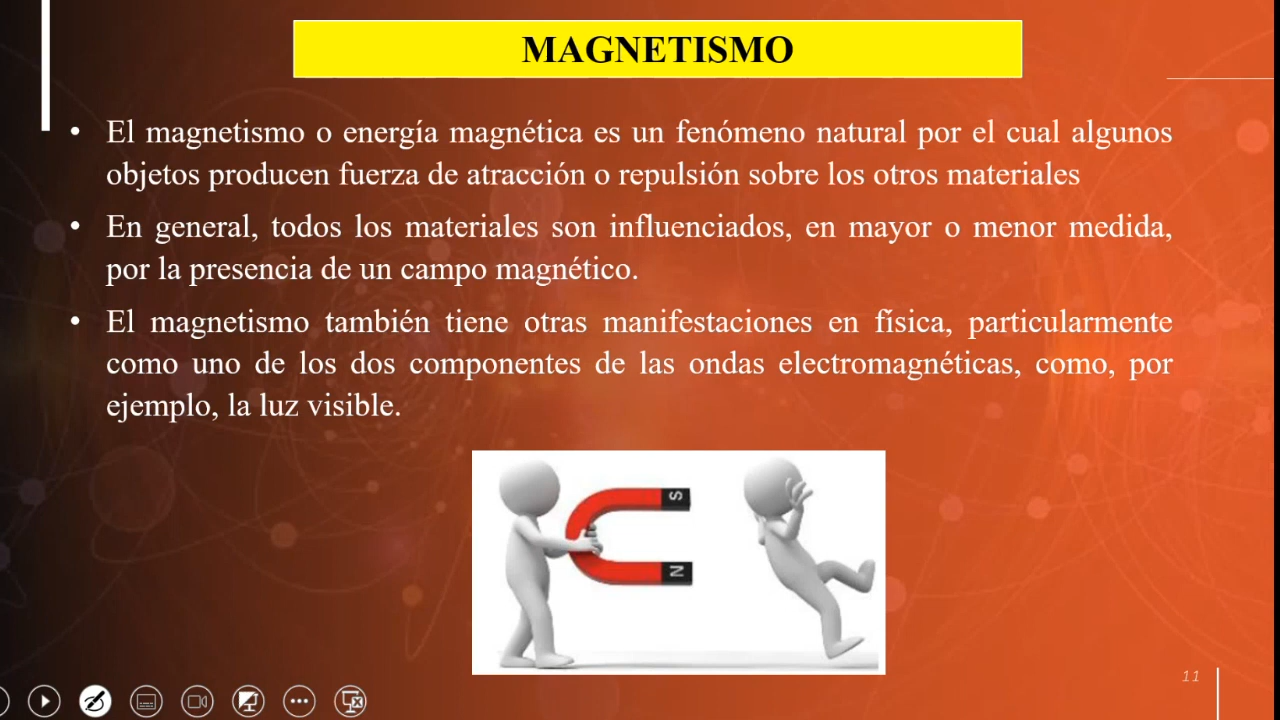 MAGNETISMO
• El magnetismo o energía magnética es un fenómeno natural por el cual algunos
objetos producen fuerza de atracción o repulsión sobre los otros materiales
• En general, todos los materiales son influenciados, en mayor o menor medida,
por la presencia de un campo magnético.
• El magnetismo también tiene otras manifestaciones en física, particularmente
como uno de los dos componentes de las ondas electromagnéticas, como, por
ejemplo, la luz visible.
S
N
11